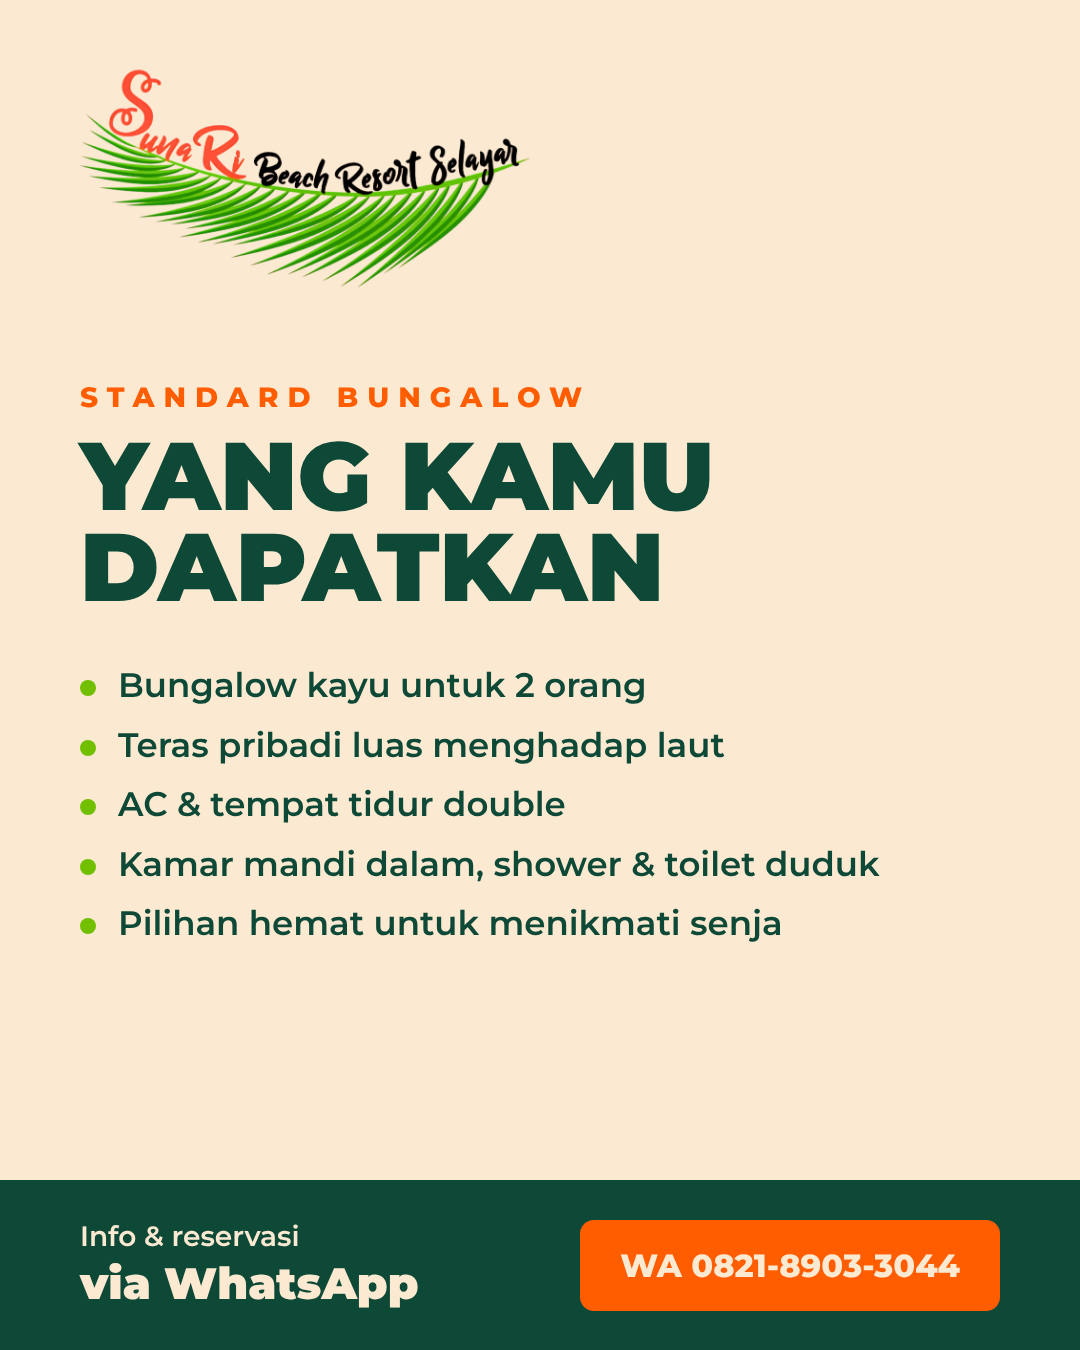 SunaRi Beach Resort Selayar
STANDARD BUNGALOW
YANG KAMU
DAPATKAN
Bungalow kayu untuk 2 orang
Teras pribadi luas menghadap laut
AC & tempat tidur double
Kamar mandi dalam, shower & toilet duduk
Pilihan hemat untuk menikmati senja
Info & reservasi
via WhatsApp
WA 0821-8903-3044